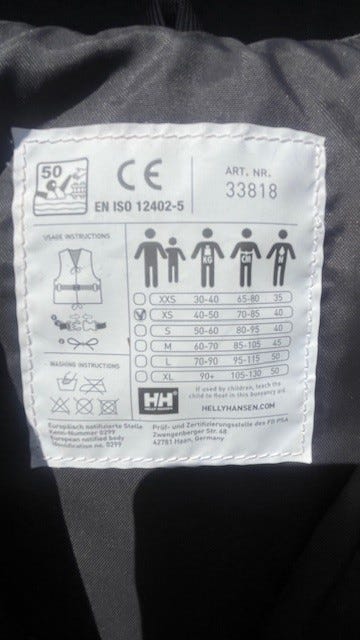 50
CE
EN ISO 12402-5
ART. NR.
33818
USAGE INSTRUCTIONS
KG
CM
N
XXS 30-40 65-80 35
XS 40-50 70-85 40
S 50-60 80-95 40
M 60-70 85-105 45
L 70-90 95-115 50
XL 90+ 105-130 50
WASHING INSTRUCTIONS
HH
HELLY HANSEN
If used by children, teach the
child to float in this buoyancy aid.
HELLYHANSEN.COM
Europäisch notifizierte Stelle
Kenn-Nummer 0299
European notified body
identification no. 0299
Prüf- und Zertifizierungsstelle des FB PSA
Zwengenberger Str. 68
42781 Haan, Germany